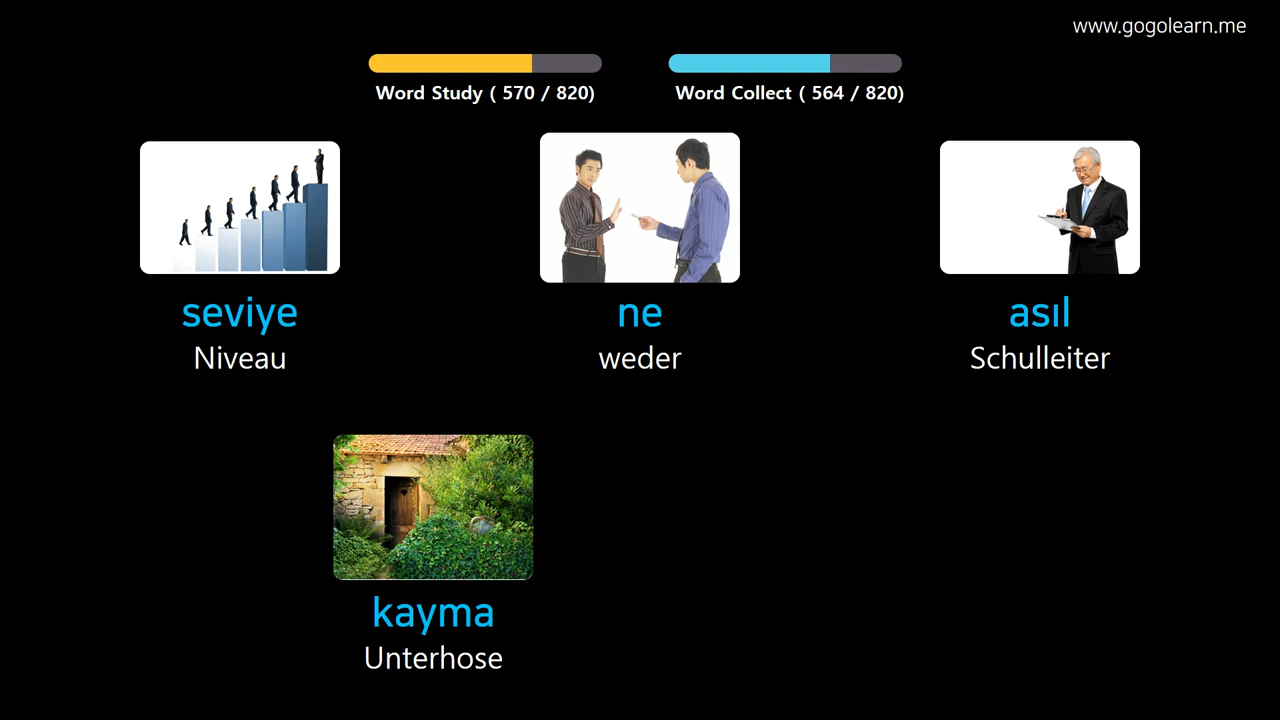 www.gogolearn.me
Word Study ( 570 / 820)
Word Collect ( 564 / 820)
seviye
Niveau
ne
weder
asıl
Schulleiter
kayma
Unterhose